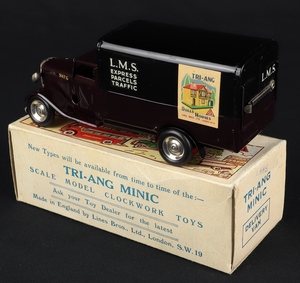 L.M.S.
EXPRESS
PARCELS
TRAFFIC
TRI-ANG
L.M.S.
New Types will be available from time to time of the:—
TRI-ANG MINIC
SCALE MODEL CLOCKWORK TOYS
Ask your Toy Dealer for the latest
Made in England by Lines Bros. Ltd., London, S.W.19
TRI-ANG
MINIC
DELIVERY
VAN